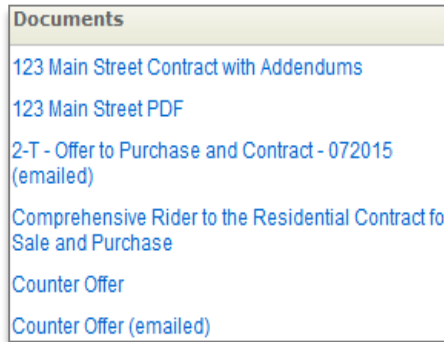 Documents
123 Main Street Contract with Addendums
123 Main Street PDF
2-T - Offer to Purchase and Contract - 072015
(emailed)
Comprehensive Rider to the Residential Contract fo
Sale and Purchase
Counter Offer
Counter Offer (emailed)